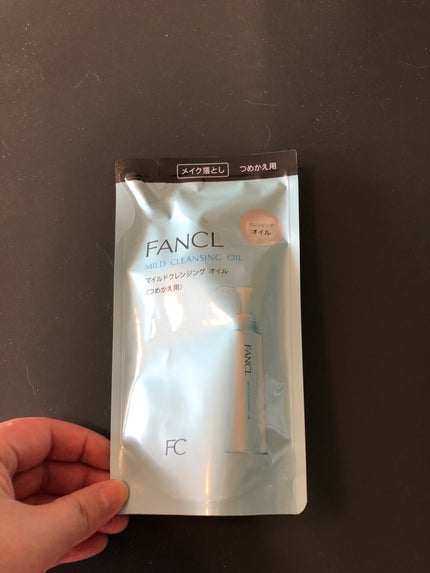 メイク落とし つめかえ用
クレンジング
オイル
FANCL
MILD CLEANSING OIL
マイルドクレンジング オイル
〈つめかえ用〉
FANCL
FC